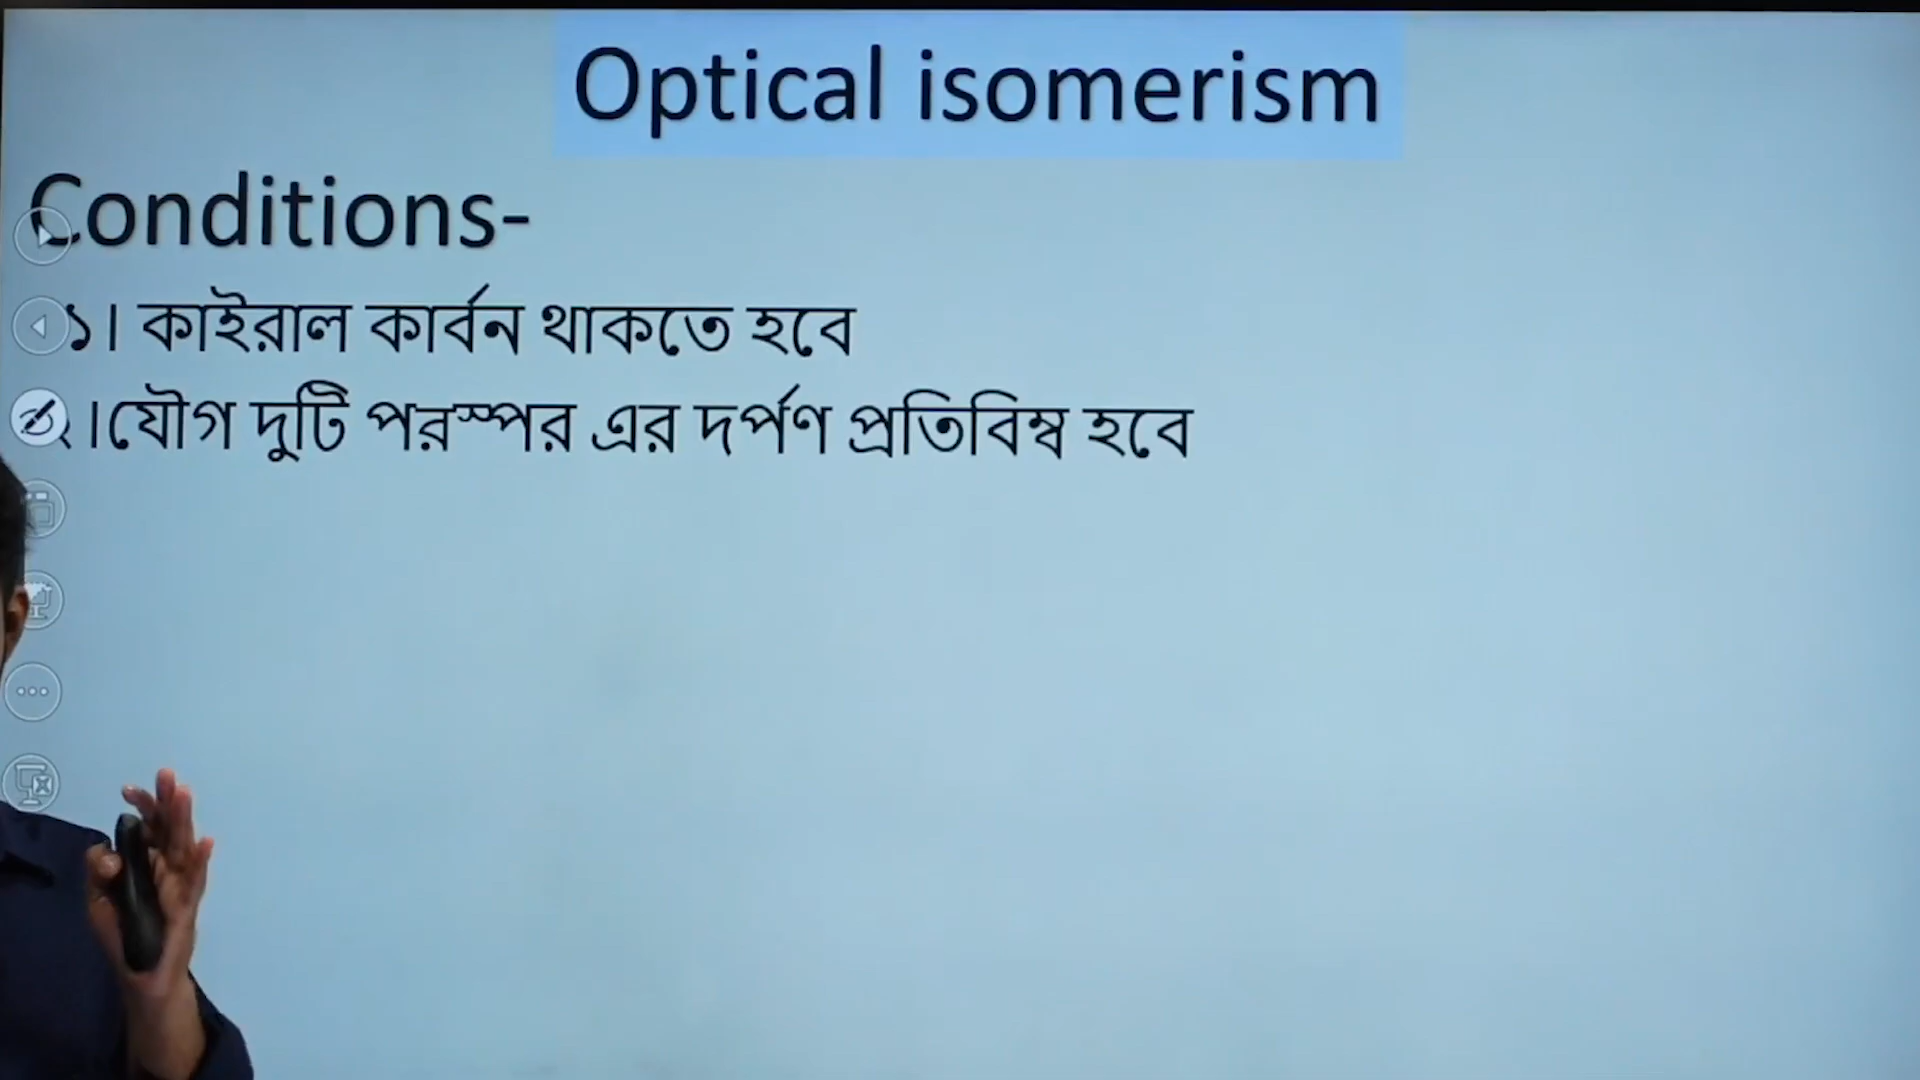 Optical isomerism
Conditions-
১। কাইরাল কার্বন থাকতে হবে
২।যৌগ দুটি পরস্পর এর দর্পণ প্রতিবিম্ব হবে